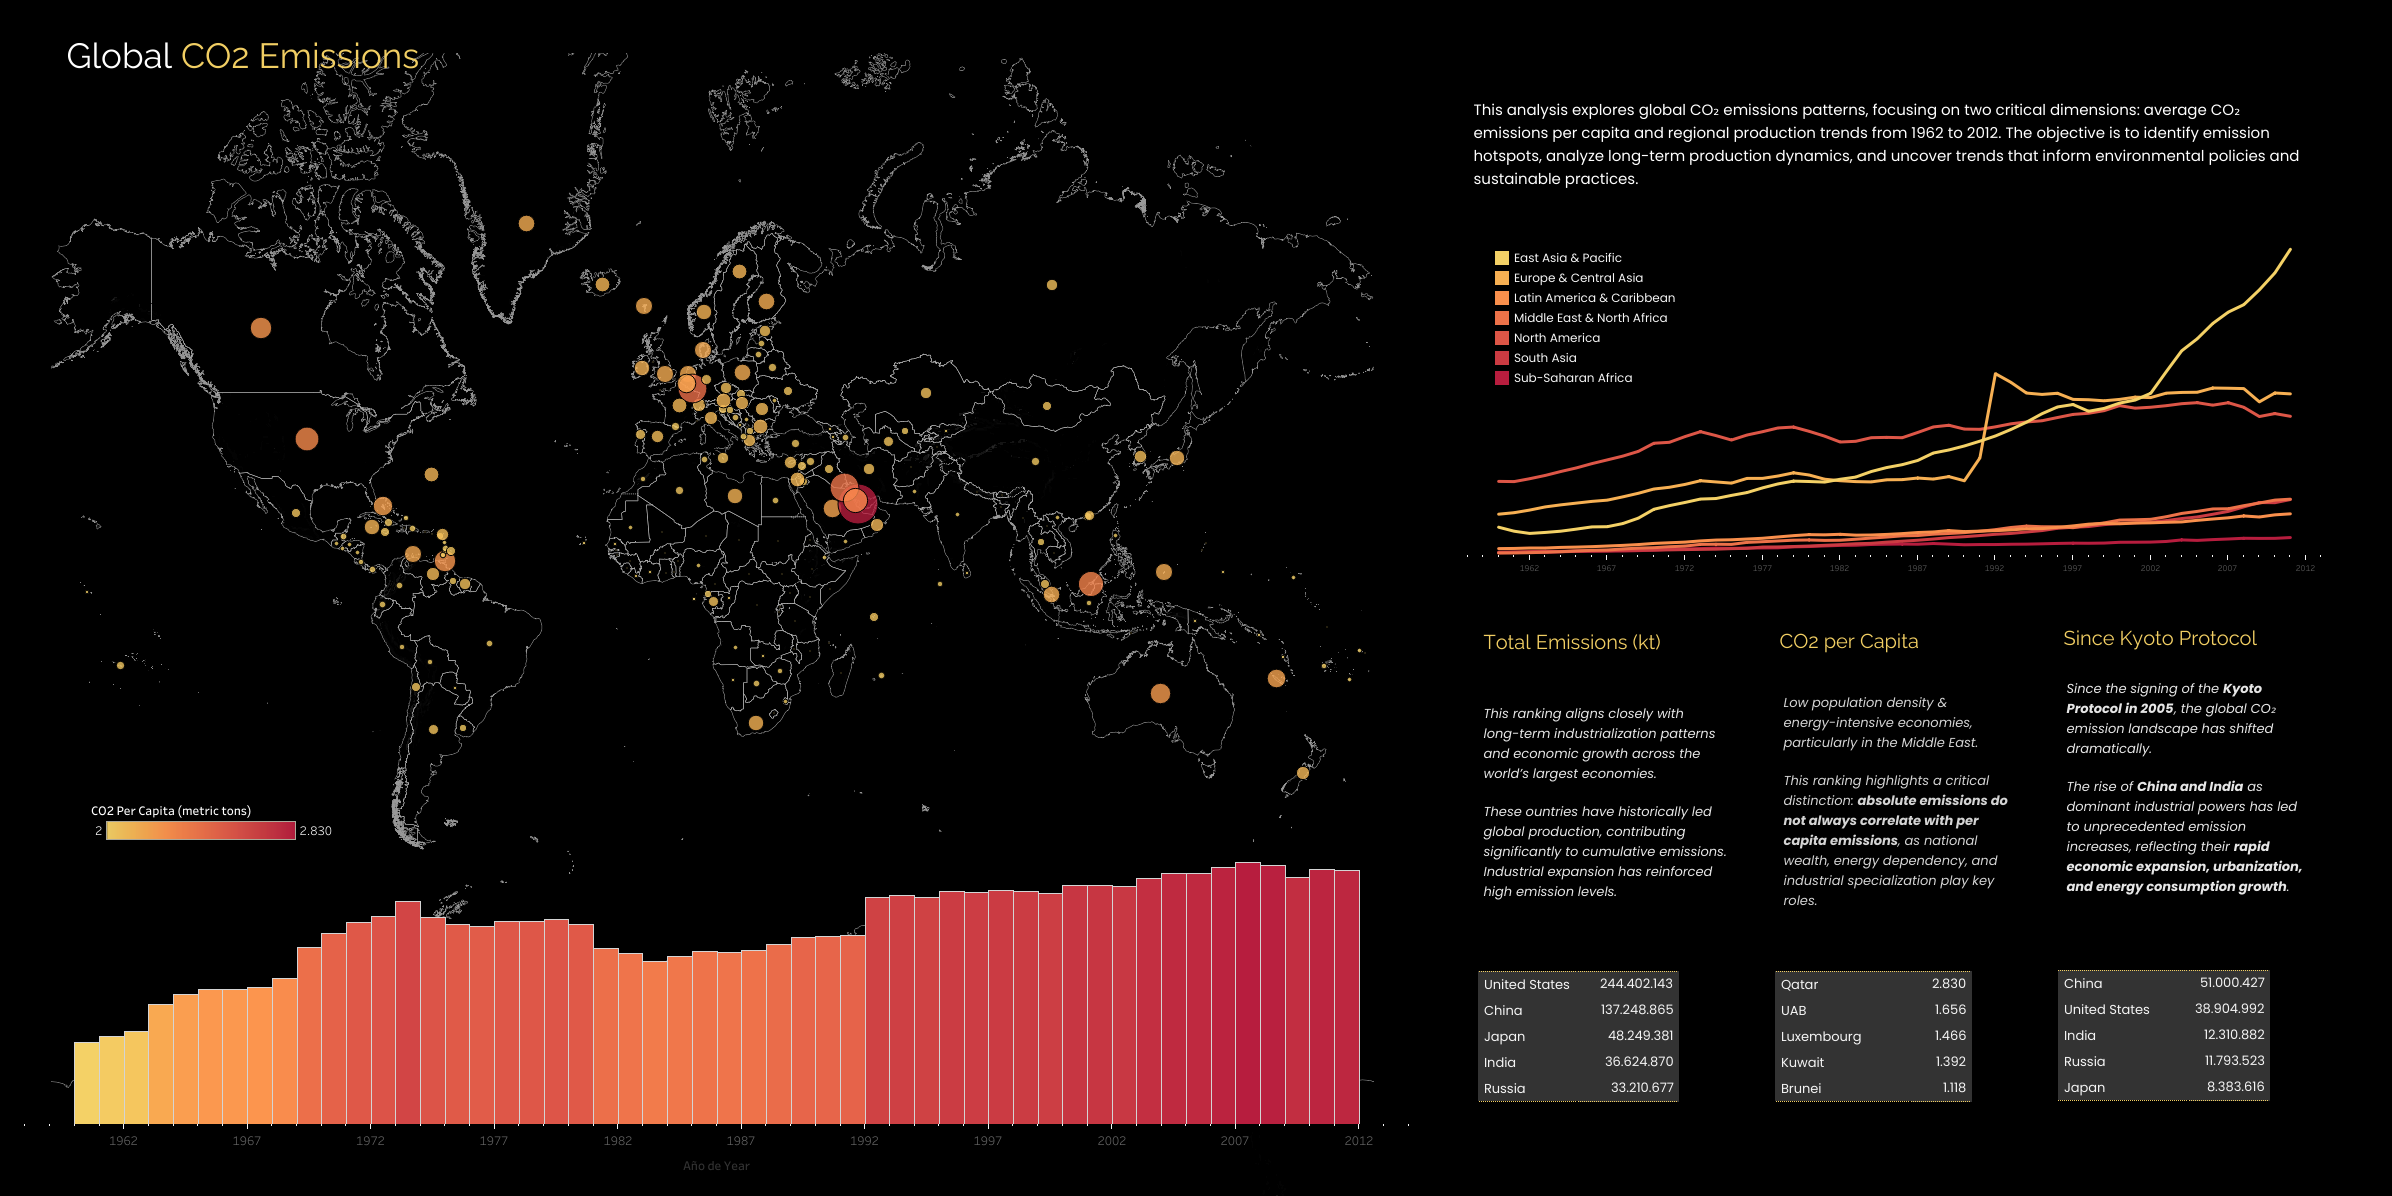 Global CO2 Emissions
This analysis explores global CO₂ emissions patterns, focusing on two critical dimensions: average CO₂
emissions per capita and regional production trends from 1962 to 2012. The objective is to identify emission
hotspots, analyze long-term production dynamics, and uncover trends that inform environmental policies and
sustainable practices.
East Asia & Pacific
Europe & Central Asia
Latin America & Caribbean
Middle East & North Africa
North America
South Asia
Sub-Saharan Africa
1962 1967 1972 1977 1982 1987 1992 1997 2002 2007 2012
CO2 Per Capita (metric tons)
2 2.830
1962 1967 1972 1977 1982 1987 1992 1997 2002 2007 2012
Año de Year
Total Emissions (kt)
This ranking aligns closely with
long-term industrialization patterns
and economic growth across the
world's largest economies.
These ountries have historically led
global production, contributing
significantly to cumulative emissions.
Industrial expansion has reinforced
high emission levels.
United States 244.402.143
China 137.248.865
Japan 48.249.381
India 36.624.870
Russia 33.210.677
CO2 per Capita
Low population density &
energy-intensive economies,
particularly in the Middle East.
This ranking highlights a critical
distinction: absolute emissions do
not always correlate with per
capita emissions, as national
wealth, energy dependency, and
industrial specialization play key
roles.
Qatar 2.830
UAB 1.656
Luxembourg 1.466
Kuwait 1.392
Brunei 1.118
Since Kyoto Protocol
Since the signing of the Kyoto
Protocol in 2005, the global CO₂
emission landscape has shifted
dramatically.
The rise of China and India as
dominant industrial powers has led
to unprecedented emission
increases, reflecting their rapid
economic expansion, urbanization,
and energy consumption growth.
China 51.000.427
United States 38.904.992
India 12.310.882
Russia 11.793.523
Japan 8.383.616